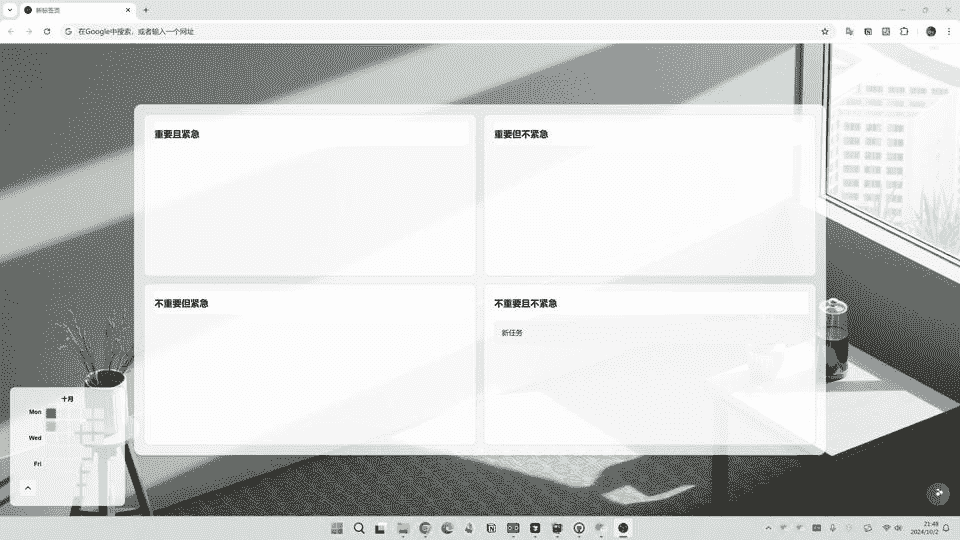 新标签页
在Google中搜索，或者输入一个网址
重要且紧急
重要但不紧急
不重要但紧急
不重要且不紧急
新任务
十月
Mon
Wed
Fri
21:48
2024/10/2